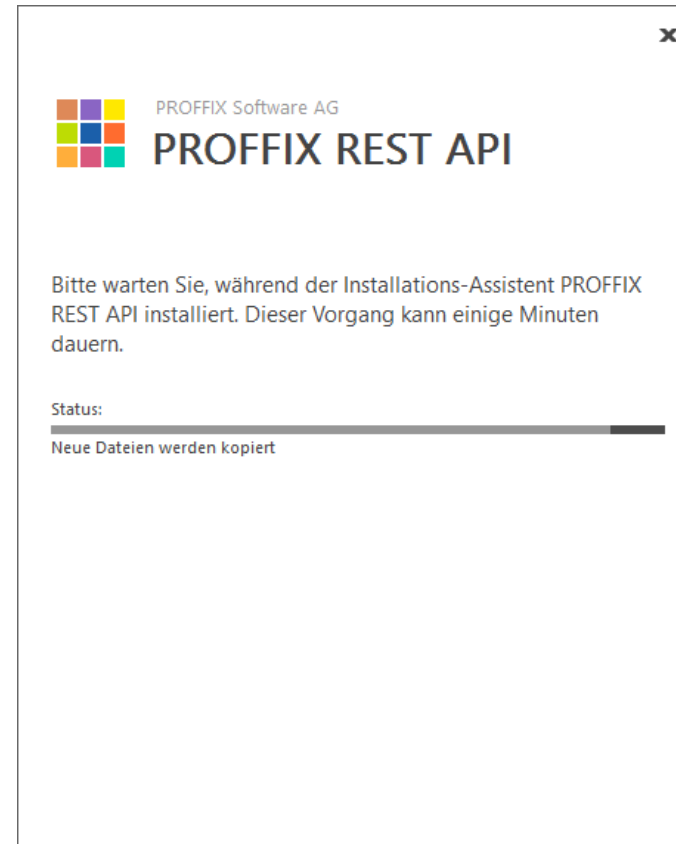 PROFFIX Software AG
PROFFIX REST API
Bitte warten Sie, während der Installations-Assistent PROFFIX
REST API installiert. Dieser Vorgang kann einige Minuten
dauern.
Status:
Neue Dateien werden kopiert